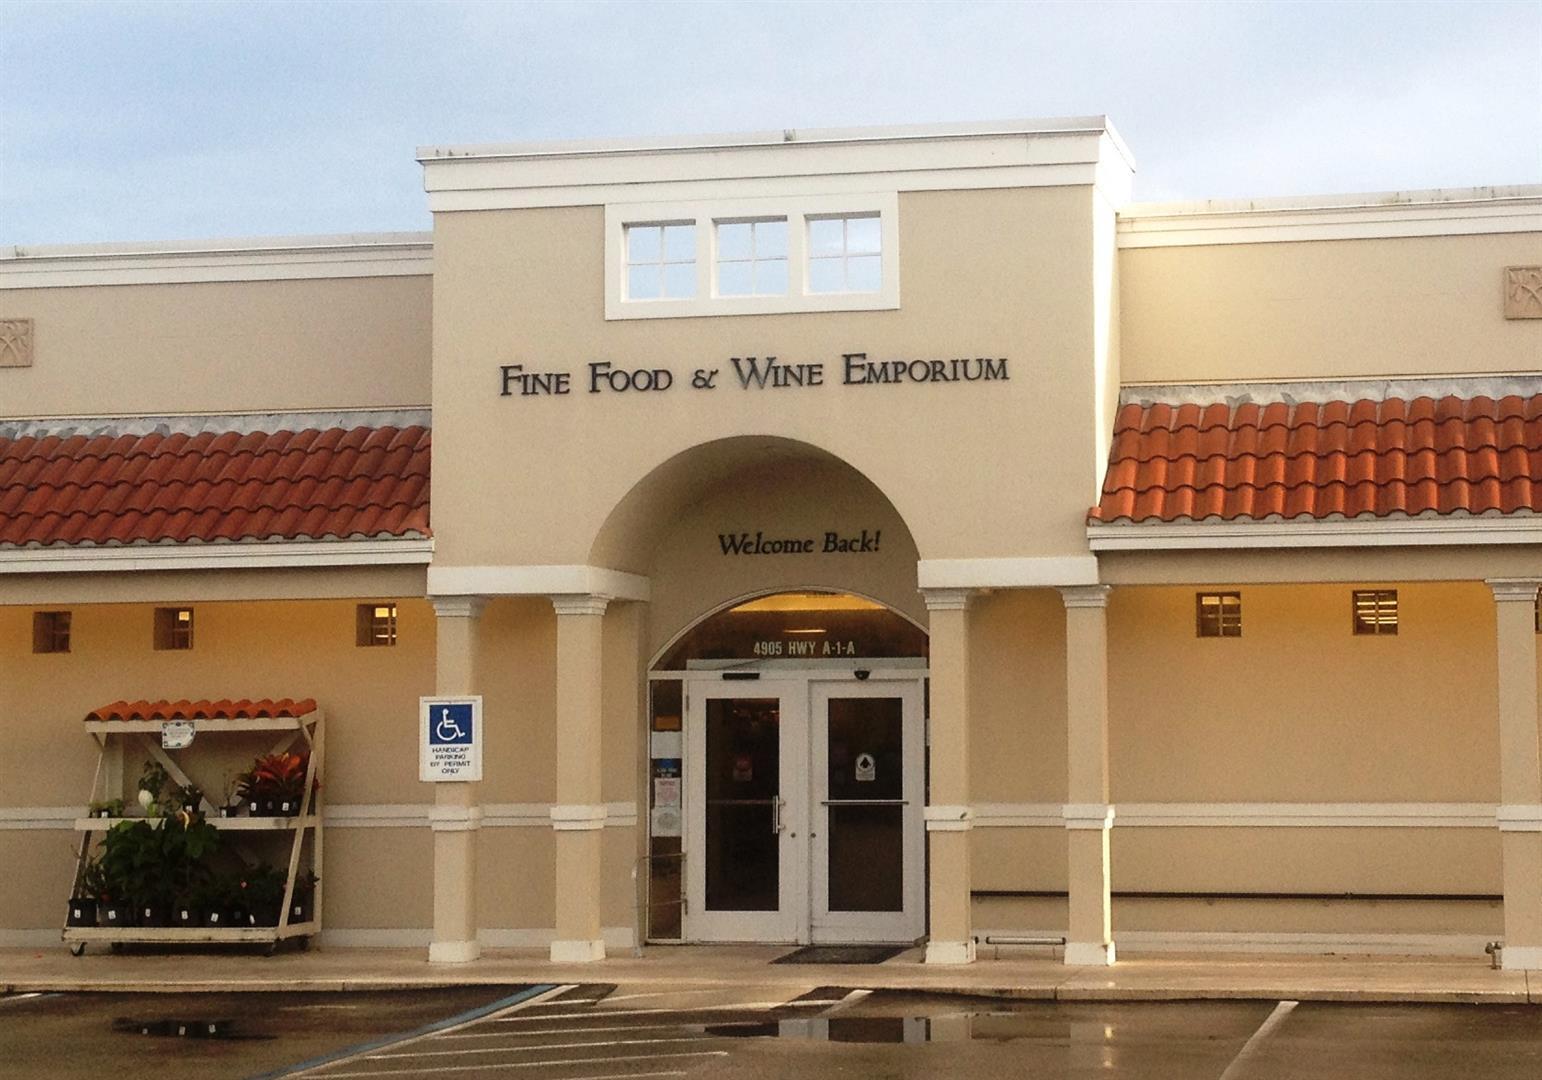 FINE FOOD & WINE EMPORIUM
Welcome Back!
4905 HWY A-1-A
HANDICAP
PARKING
BY PERMIT
ONLY